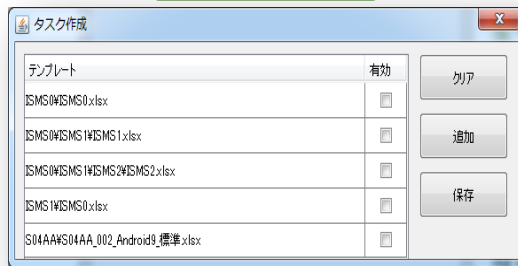 タスク作成
テンプレート 有効
ISMS0¥ISMS0.xlsx
ISMS0¥ISMS1¥ISMS1.xlsx
ISMS0¥ISMS1¥ISMS2¥ISMS2.xlsx
ISMS1¥ISMS0.xlsx
S04AA¥S04AA_002_Android9_標準.xlsx
クリア
追加
保存